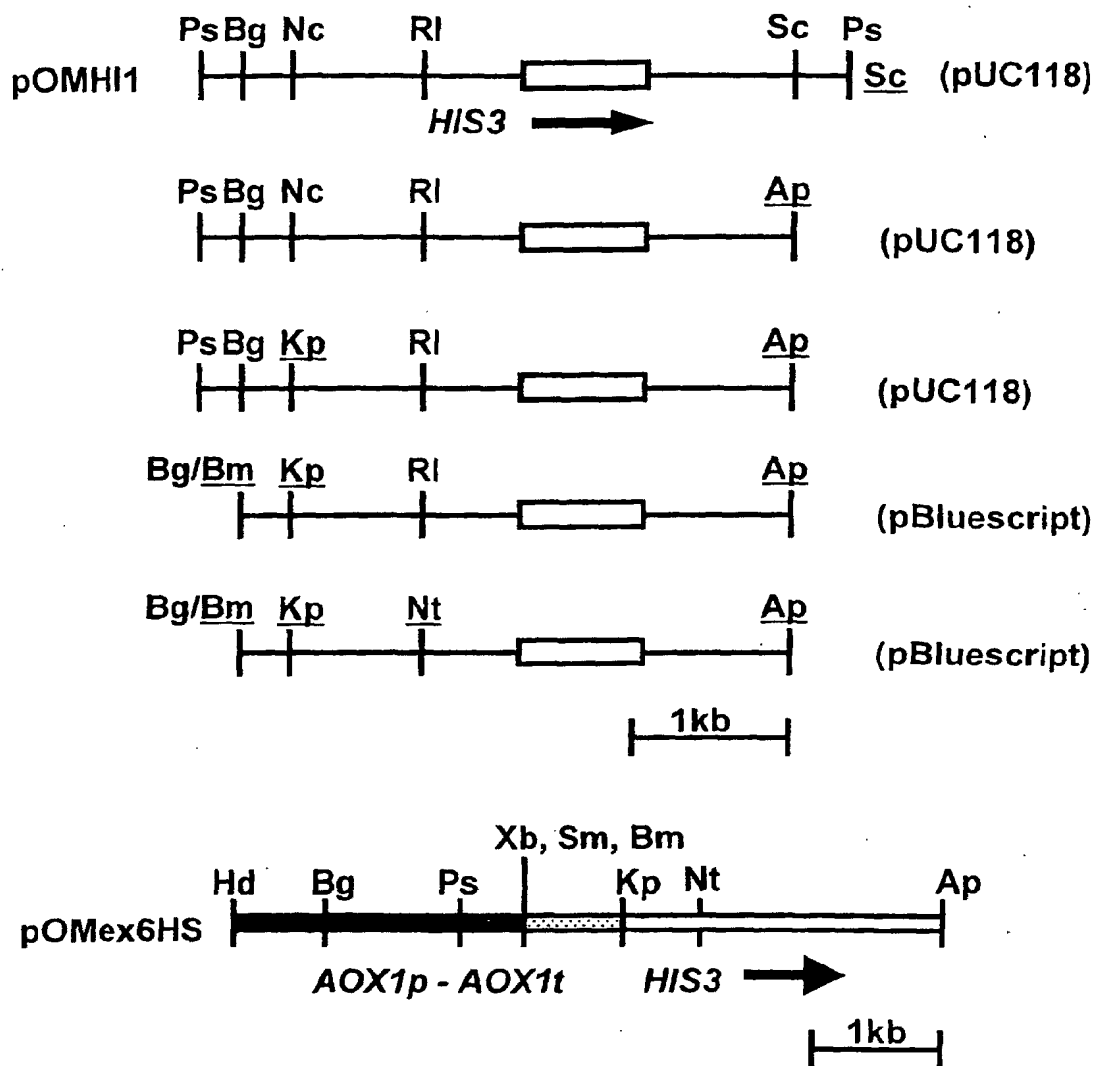 Ps Bg Nc RI Sc Ps
pOMHI1 Sc (pUC118)
HIS3
Ps Bg Nc RI Ap
(pUC118)
Ps Bg Kp RI Ap
(pUC118)
Bg/Bm Kp RI Ap
(pBluescript)
Bg/Bm Kp Nt Ap
(pBluescript)
1kb
Xb, Sm, Bm
Hd Bg Ps Kp Nt Ap
pOMex6HS
AOX1p - AOX1t HIS3
1kb